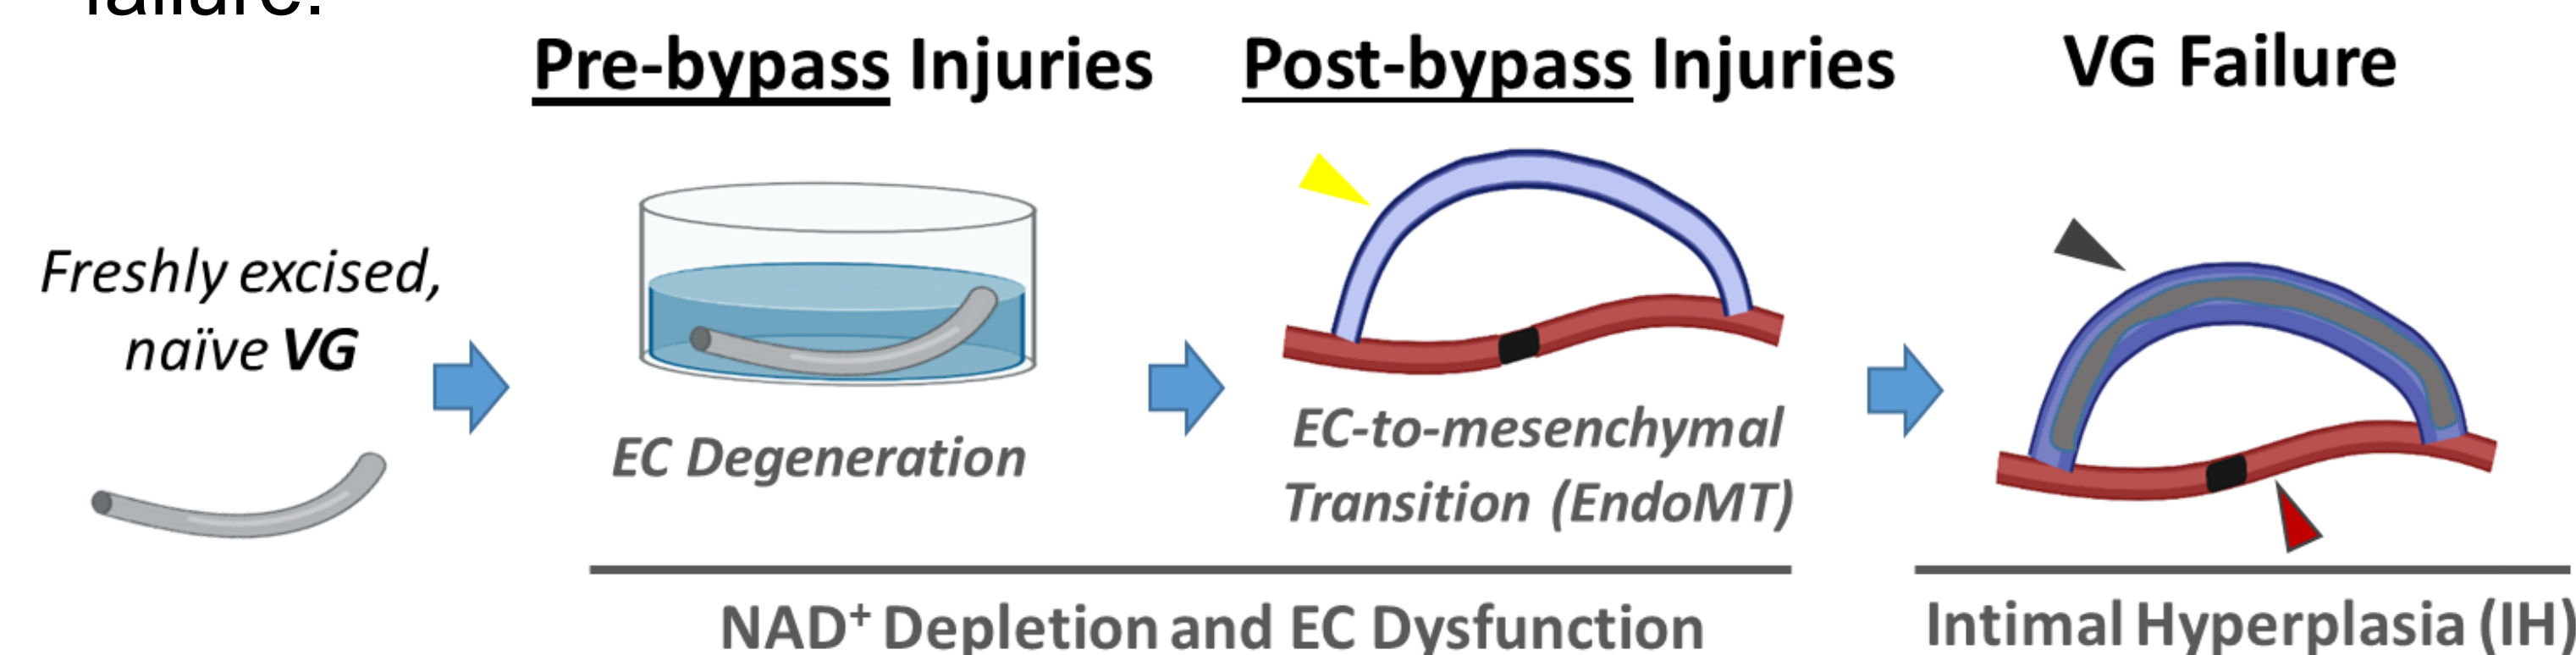 failure.
Pre-bypass Injuries
Post-bypass Injuries
VG Failure
Freshly excised,
naïve VG
EC Degeneration
EC-to-mesenchymal
Transition (EndoMT)
NAD⁺ Depletion and EC Dysfunction
Intimal Hyperplasia (IH)